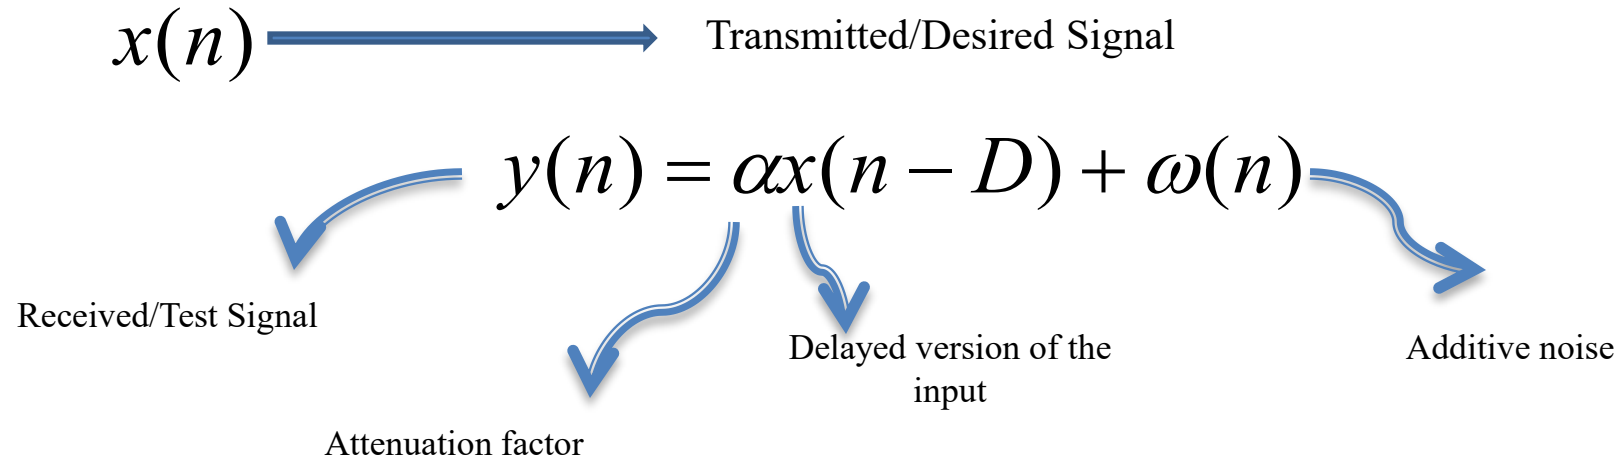 x(n) Transmitted/Desired Signal
y(n) = αx(n − D) + ω(n)
Received/Test Signal
Delayed version of the
input
Additive noise
Attenuation factor